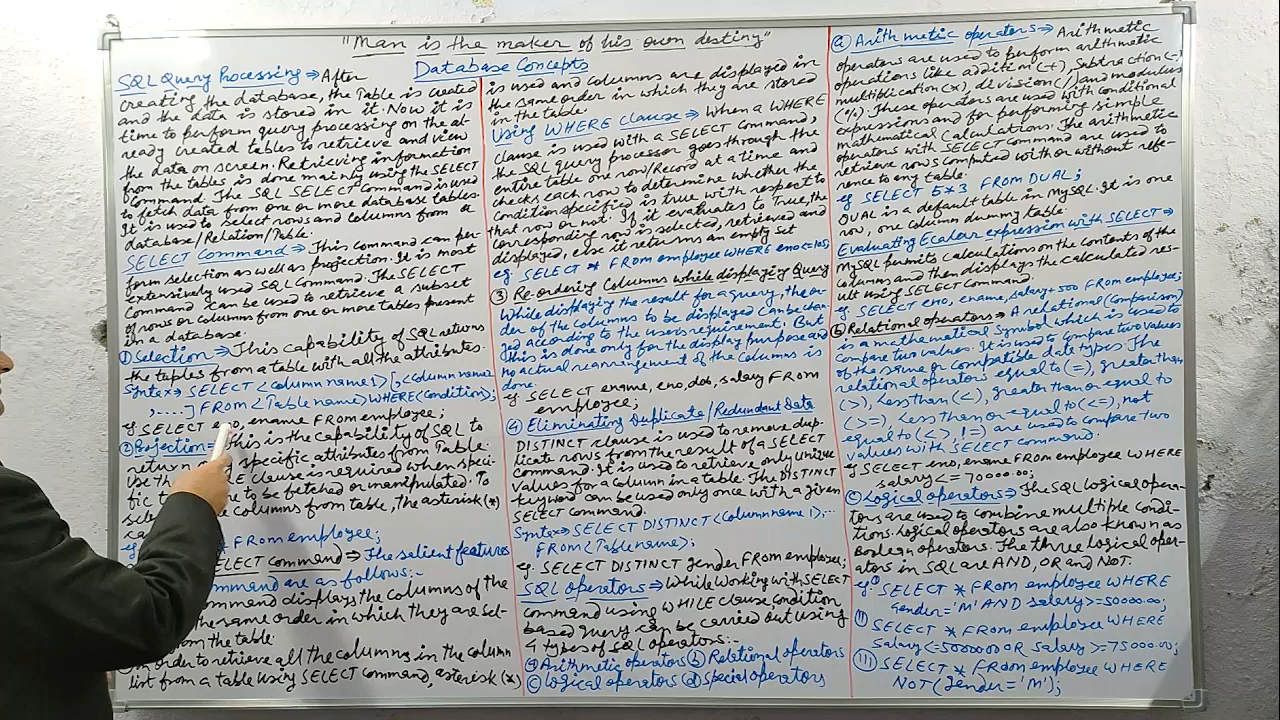 "Man is the maker of his own destiny"
Database Concepts
SQL Query Processing ⇒ After
creating the database, the Table is created
and the data is stored in it. Now it is
time to perform query processing on the al-
ready created tables to retrieve and view
the data on screen. Retrieving information
from the tables is done mainly using the SELECT
Command. The SQL SELECT Command is used
to fetch data from one or more database tables.
It is used to select rows and columns from a
database/Relation/Table.
SELECT Command ⇒ This command can per-
form selection as well as projection. It is most
extensively used SQL Command. The SELECT
Command can be used to retrieve a subset
of rows or columns from one or more tables present
in a database.
① Selection ⇒ This capability of SQL returns
the tuples from a table with all the attributes.
Syntax ⇒ SELECT <Column name1> [, <Column name
>, ....] FROM <Table name> WHERE <Condition>;
eg SELECT eno, ename FROM employee;
② Projection ⇒ This is the capability of SQL to
return specific attributes from Table.
Use the clause is required when speci-
fic to be fetched or manipulated. To
sele columns from table, the asterisk (*)
ca
eg * FROM employee;
SELECT Command ⇒ The salient features
ommand are as follows:-
ommand displays the columns of the
the same order in which they are sel-
from the table.
In order to retrieve all the columns in the column
list from a table using SELECT Command, asterisk (*)
is used and columns are displayed in
the same order in which they are stored
in the table.
Using WHERE clause ⇒ When a WHERE
clause is used with a SELECT command,
the SQL query processor goes through the
entire table one row/Record at a time and
checks each row to determine whether the
Condition specified is true with respect to
that row or not. If it evaluates to True, the
corresponding row is selected, retrieved and
displayed, else it returns an empty set
eg. SELECT * FROM employee WHERE eno<=105;
③ Re-ordering Columns while displaying Query
While displaying the result for a query, the or-
der of the columns to be displayed can be chan-
ged according to the users requirement. But
this is done only for the display purpose and
no actual rearrangement of the columns is
done.
eg SELECT ename, eno, dob, salary FROM
employee;
④ Eliminating Duplicate / Redundant Data
DISTINCT clause is used to remove dup-
licate rows from the result of a SELECT
command. It is used to retrieve only unique
values for a column in a table. The DISTINCT
keyword can be used only once with a given
SELECT Command.
Syntax ⇒ SELECT DISTINCT <Column name 1>, ...
FROM <Table name>;
eg. SELECT DISTINCT gender FROM employee;
SQL operators ⇒ While working with SELECT
command using WHILE clause, condition
based query can be carried out using
4 types of SQL operators:-
ⓐ Arithmetic operators ⓑ Relational operators
ⓒ Logical operators ⓓ Special operators
ⓐ Arithmetic operators ⇒ Arithmetic
operators are used to perform arithmetic
operations like addition (+), subtraction (-)
multiplication (x), division (/) and modulus
(%). These operators are used with conditional
expressions and for performing simple
mathematical calculations. The arithmetic
operators with SELECT command are used to
retrieve rows computed with or without refe-
rence to any table.
eg SELECT 5*3 FROM DUAL;
DUAL is a default table in MySQL. It is one
row, one column dummy table.
Evaluating Ecalaur expression with SELECT ⇒
MySQL permits calculations on the contents of the
columns and then displays the calculated res-
ult using SELECT Command.
eg SELECT eno, ename, salary+500 FROM employee;
ⓑ Relational operators ⇒ A relational (Comparison)
is a mathematical symbol which is used to
compare two values. It is used to compare two values
of the same or compatible date types. The
relational operators equal to (=), greater than
(>), Less than (<), greater than or equal to
(>=), Less than or equal to (<=), not
equal to (<>, !=) are used to compare two
values with SELECT command.
eg SELECT eno, ename FROM employee WHERE
salary <= 70000.00;
ⓒ Logical operators ⇒ The SQL logical opera-
tors are used to combine multiple condi-
tions. Logical operators are also known as
Boolean operators. The three logical oper-
ators in SQL are AND, OR and NOT.
eg. ① SELECT * FROM employee WHERE
Gender='M' AND salary >=50000.00;
ⓘⓘ SELECT * FROM employee WHERE
Salary<=50000.00 OR Salary >=75000.00;
ⓘⓘⓘ SELECT * FROM employee WHERE
NOT (gender='M');